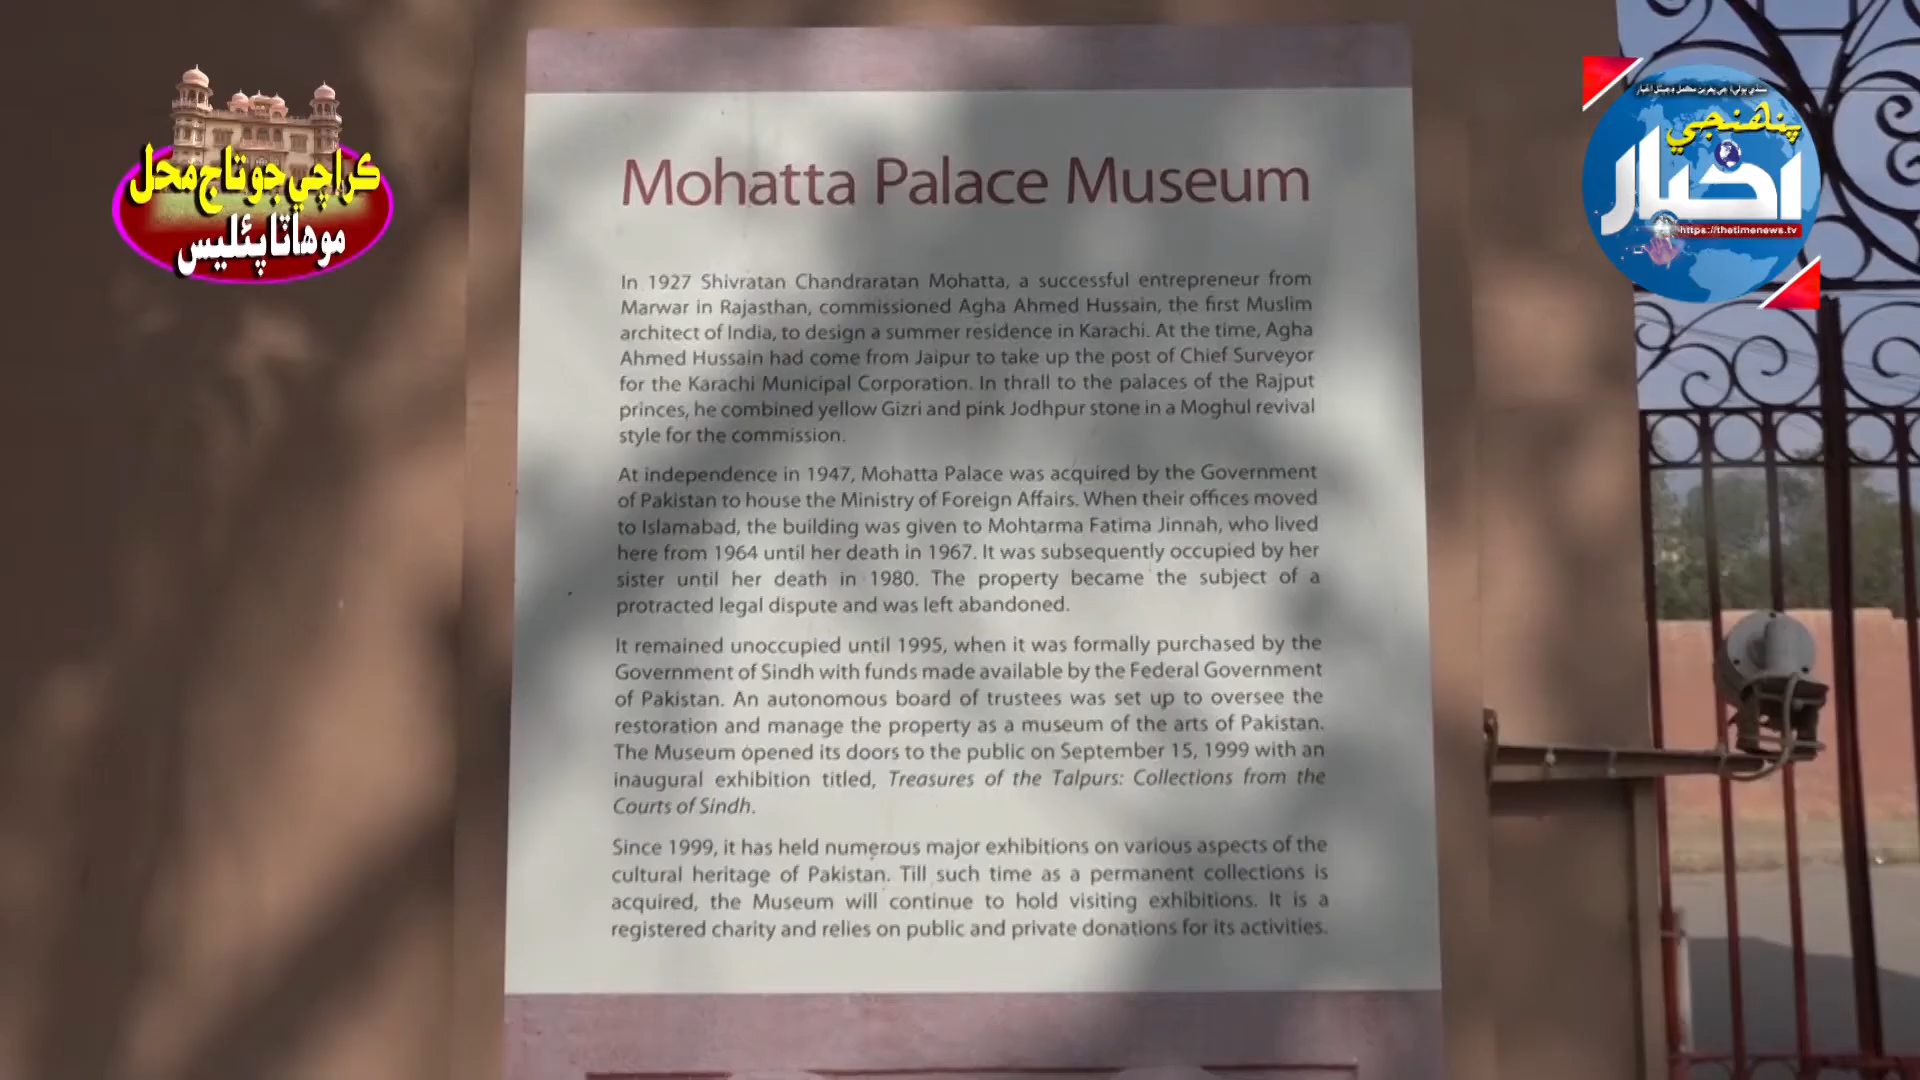 ڪراچي جو تاج محل
موهاٽا پئليس
پنهنجي
اخبار
https://thetimenews.tv
Mohatta Palace Museum
In 1927 Shivratan Chandraratan Mohatta, a successful entrepreneur from
Marwar in Rajasthan, commissioned Agha Ahmed Hussain, the first Muslim
architect of India, to design a summer residence in Karachi. At the time, Agha
Ahmed Hussain had come from Jaipur to take up the post of Chief Surveyor
for the Karachi Municipal Corporation. In thrall to the palaces of the Rajput
princes, he combined yellow Gizri and pink Jodhpur stone in a Moghul revival
style for the commission.
At independence in 1947, Mohatta Palace was acquired by the Government
of Pakistan to house the Ministry of Foreign Affairs. When their offices moved
to Islamabad, the building was given to Mohtarma Fatima Jinnah, who lived
here from 1964 until her death in 1967. It was subsequently occupied by her
sister until her death in 1980. The property became the subject of a
protracted legal dispute and was left abandoned.
It remained unoccupied until 1995, when it was formally purchased by the
Government of Sindh with funds made available by the Federal Government
of Pakistan. An autonomous board of trustees was set up to oversee the
restoration and manage the property as a museum of the arts of Pakistan.
The Museum opened its doors to the public on September 15, 1999 with an
inaugural exhibition titled, Treasures of the Talpurs: Collections from the
Courts of Sindh.
Since 1999, it has held numerous major exhibitions on various aspects of the
cultural heritage of Pakistan. Till such time as a permanent collections is
acquired, the Museum will continue to hold visiting exhibitions. It is a
registered charity and relies on public and private donations for its activities.